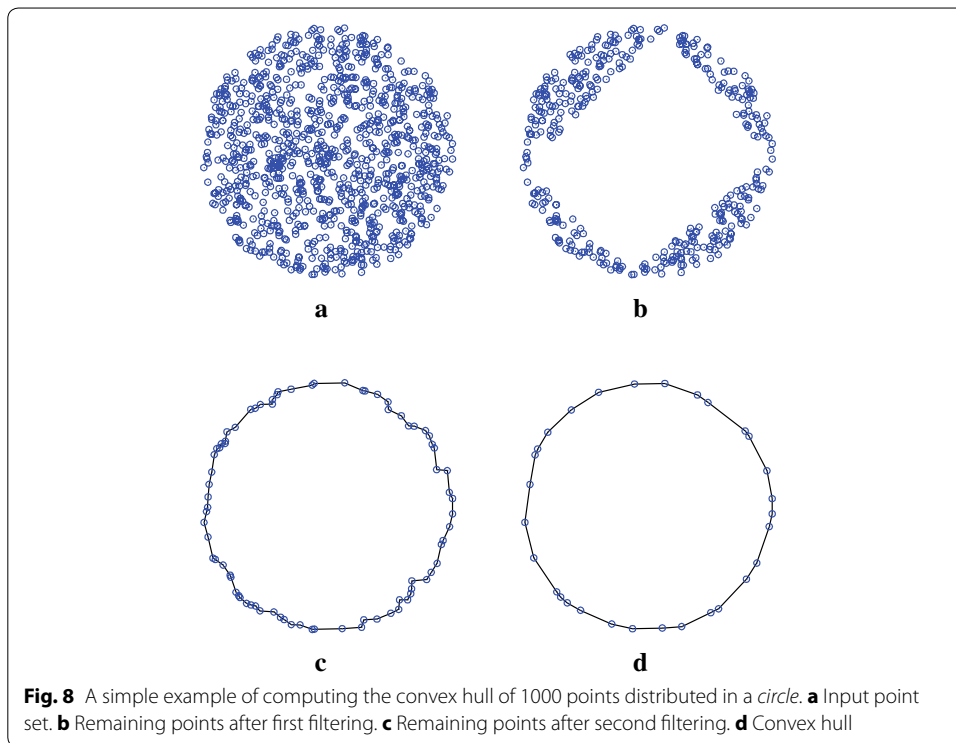 a
b
c
d
Fig. 8 A simple example of computing the convex hull of 1000 points distributed in a circle. a Input point
set. b Remaining points after first filtering. c Remaining points after second filtering. d Convex hull